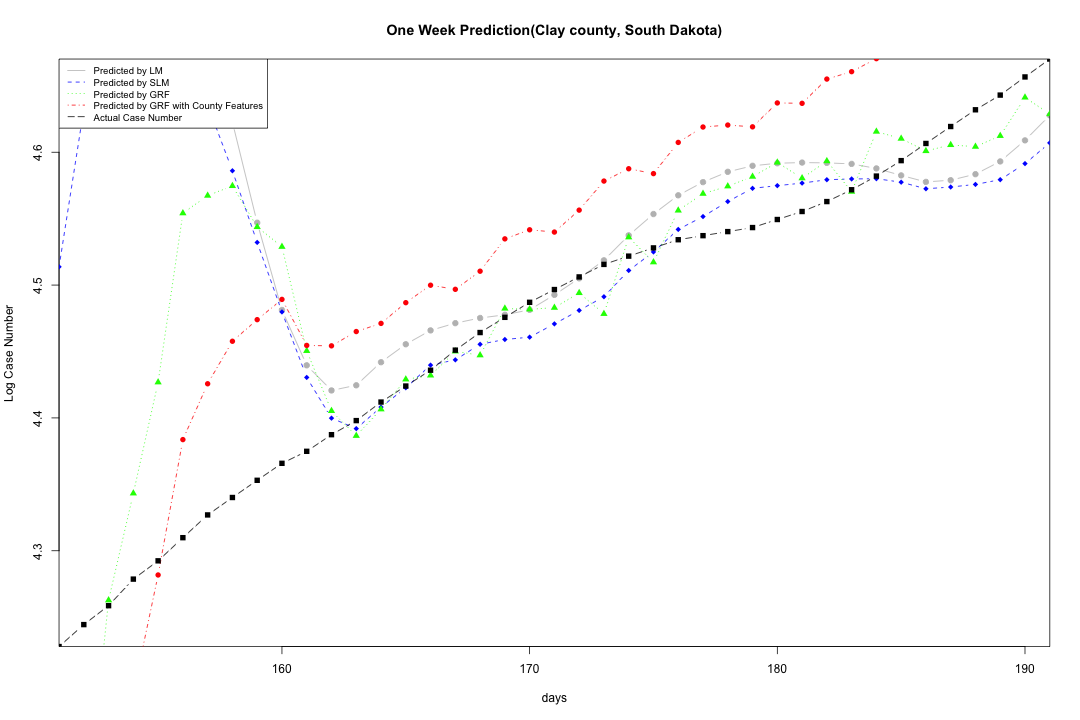 One Week Prediction(Clay county, South Dakota)
Predicted by LM
Predicted by SLM
Predicted by GRF
Predicted by GRF with County Features
Actual Case Number
4.6
4.5
4.4
4.3
Log Case Number
160 170 180 190
days